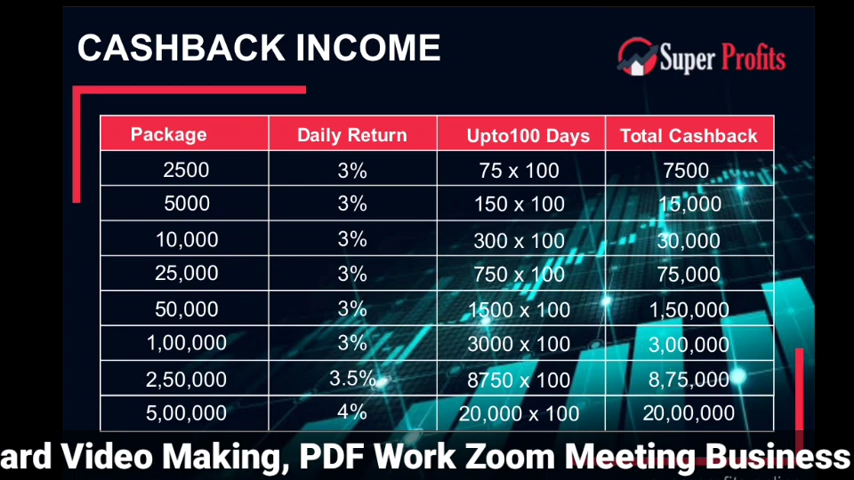 CASHBACK INCOME
Super Profits
Package Daily Return Upto100 Days Total Cashback
2500 3% 75 x 100 7500
5000 3% 150 x 100 15,000
10,000 3% 300 x 100 30,000
25,000 3% 750 x 100 75,000
50,000 3% 1500 x 100 1,50,000
1,00,000 3% 3000 x 100 3,00,000
2,50,000 3.5% 8750 x 100 8,75,000
5,00,000 4% 20,000 x 100 20,00,000
ard Video Making, PDF Work Zoom Meeting Business